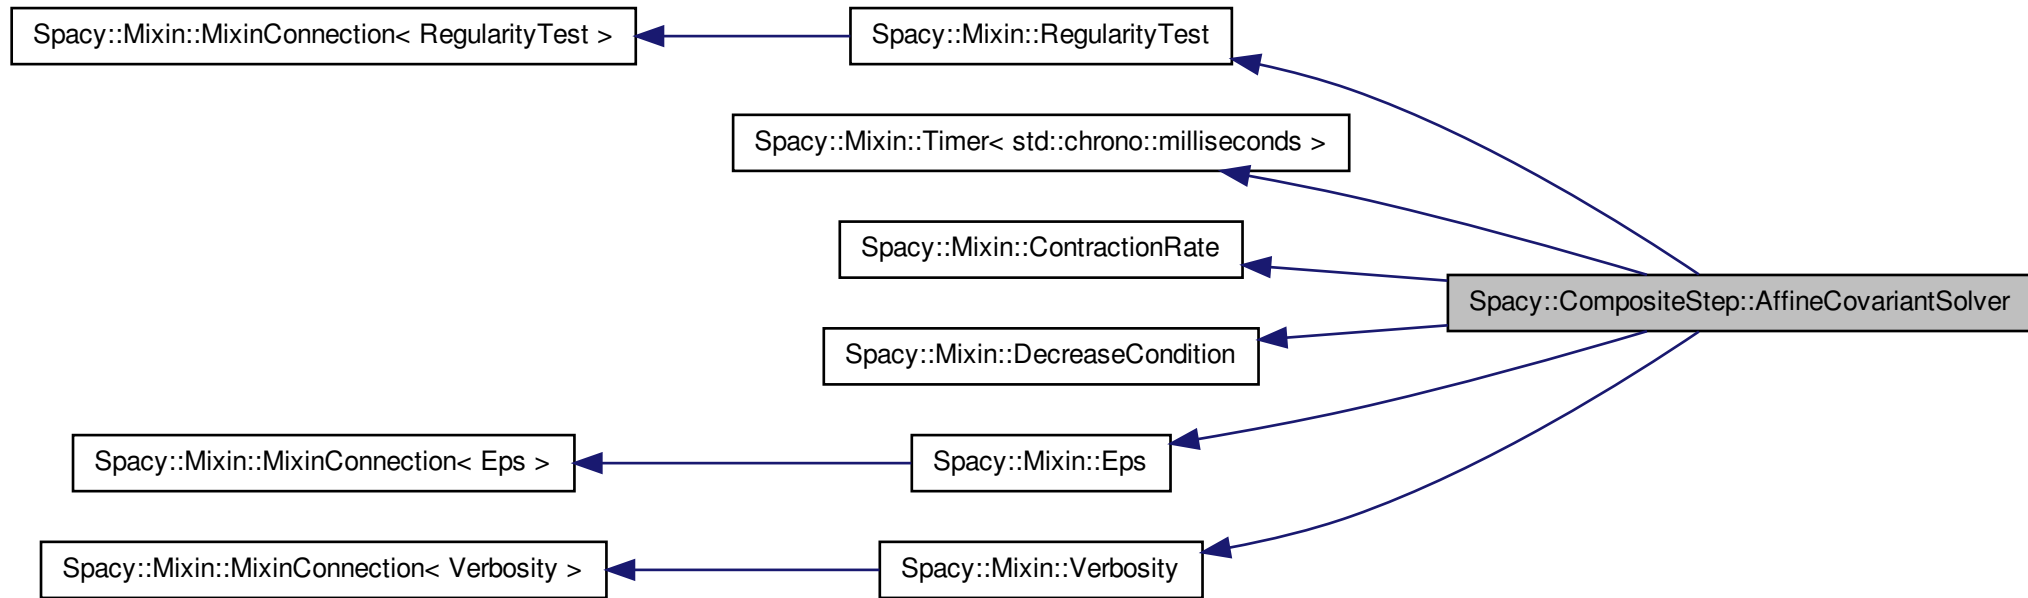 Spacy::Mixin::MixinConnection< RegularityTest >
Spacy::Mixin::RegularityTest
Spacy::Mixin::Timer< std::chrono::milliseconds >
Spacy::Mixin::ContractionRate
Spacy::CompositeStep::AffineCovariantSolver
Spacy::Mixin::DecreaseCondition
Spacy::Mixin::MixinConnection< Eps >
Spacy::Mixin::Eps
Spacy::Mixin::MixinConnection< Verbosity >
Spacy::Mixin::Verbosity